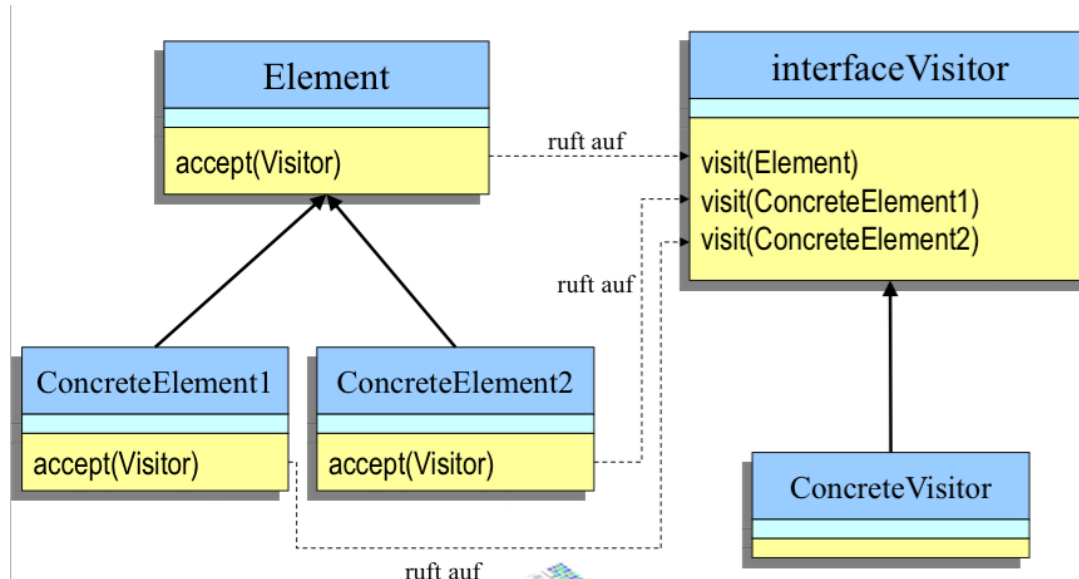 Element
accept(Visitor)
interfaceVisitor
visit(Element)
visit(ConcreteElement1)
visit(ConcreteElement2)
ruft auf
ruft auf
ConcreteElement1
accept(Visitor)
ConcreteElement2
accept(Visitor)
ConcreteVisitor
ruft auf